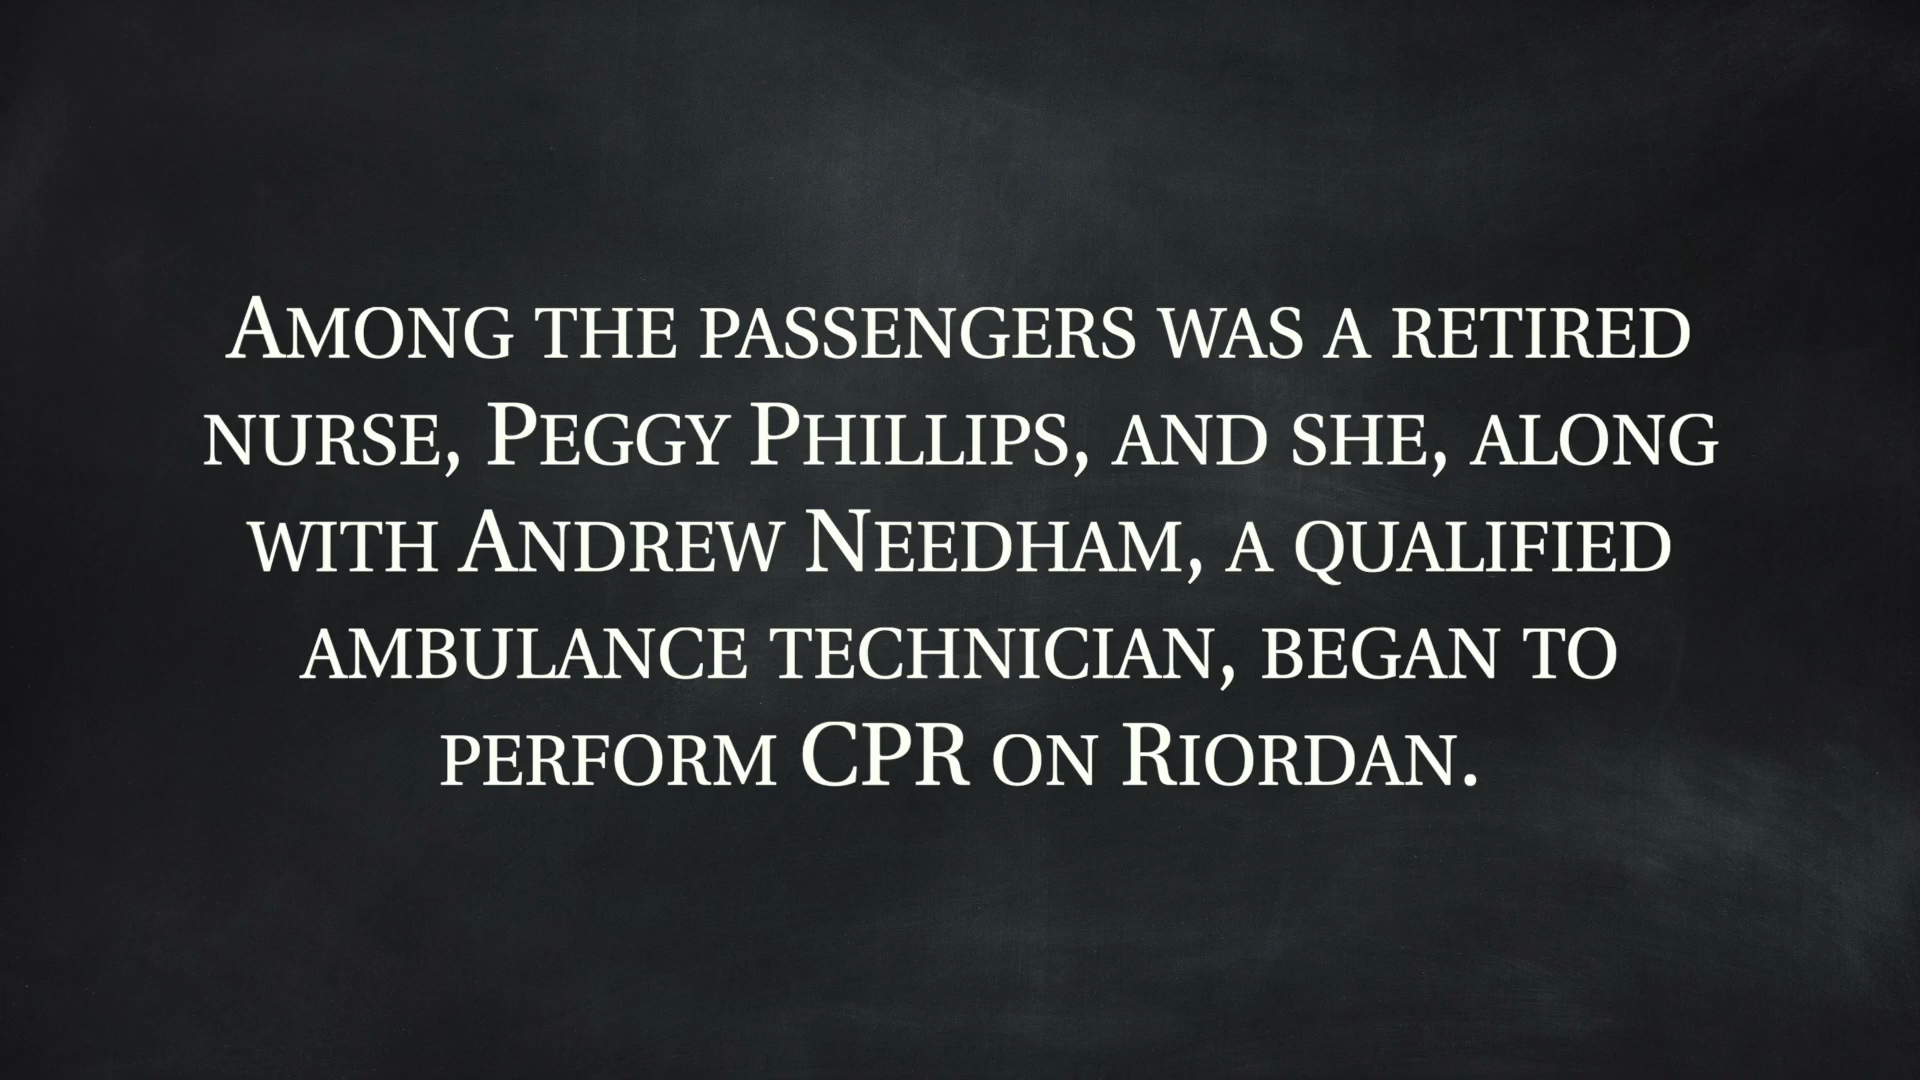 Among the passengers was a retired
nurse, Peggy Phillips, and she, along
with Andrew Needham, a qualified
ambulance technician, began to
perform CPR on Riordan.